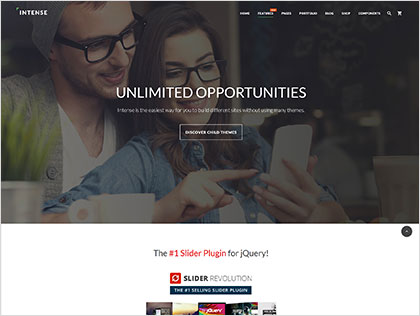 INTENSE
HOME FEATURES PAGES PORTFOLIO BLOG SHOP COMPONENTS
UNLIMITED OPPORTUNITIES
Intense is the easiest way for you to build different sites without using many themes.
DISCOVER CHILD THEMES
The #1 Slider Plugin for jQuery!
SLIDER REVOLUTION
THE #1 SELLING SLIDER PLUGIN
jQuery